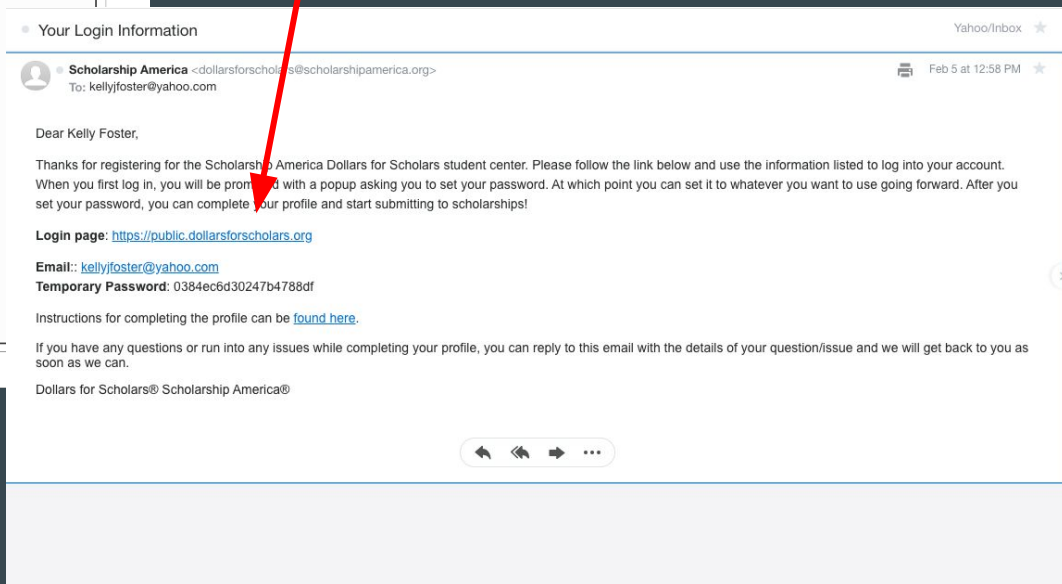 Your Login Information
Yahoo/Inbox
Scholarship America <dollarsforscholars@scholarshipamerica.org>
Feb 5 at 12:58 PM
To: kellyjfoster@yahoo.com
Dear Kelly Foster,
Thanks for registering for the Scholarship America Dollars for Scholars student center. Please follow the link below and use the information listed to log into your account.
When you first log in, you will be prompted with a popup asking you to set your password. At which point you can set it to whatever you want to use going forward. After you
set your password, you can complete your profile and start submitting to scholarships!
Login page: https://public.dollarsforscholars.org
Email:: kellyjfoster@yahoo.com
Temporary Password: 0384ec6d30247b4788df
Instructions for completing the profile can be found here.
If you have any questions or run into any issues while completing your profile, you can reply to this email with the details of your question/issue and we will get back to you as
soon as we can.
Dollars for Scholars® Scholarship America®